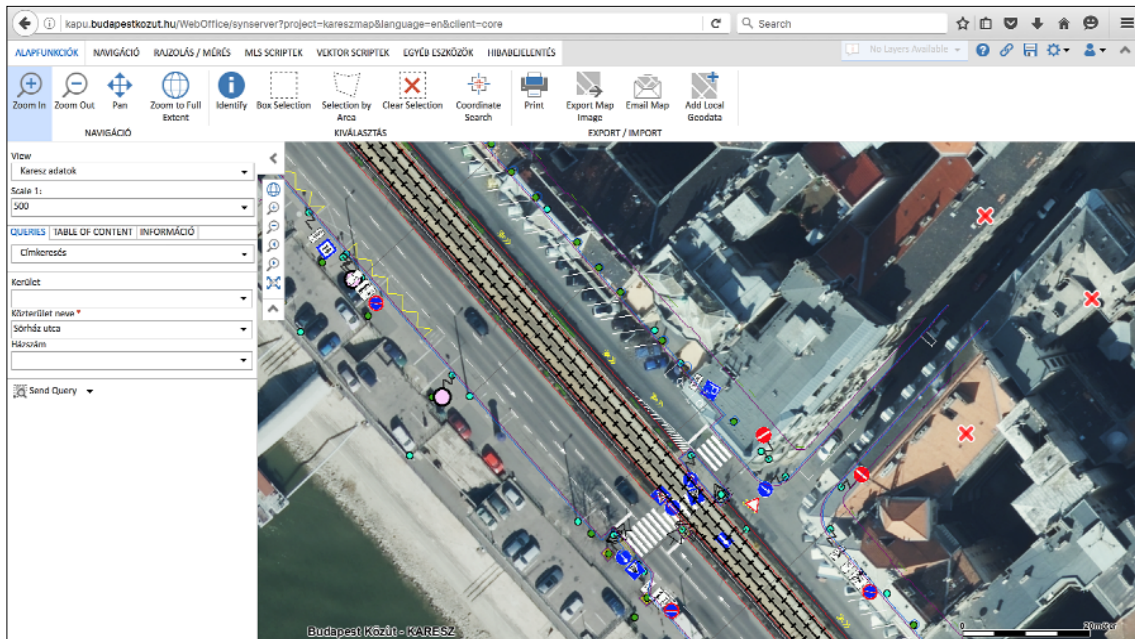 kapu.budapestkozut.hu/WebOffice/synserver?project=kareszmap&language=en&client=core
Search
ALAPFUNKCIÓK NAVIGÁCIÓ RAJZOLÁS / MÉRÉS MLS SCRIPTEK VEKTOR SCRIPTEK EGYÉB ESZKÖZÖK HIBABEJELENTÉS
No Layers Available
Zoom In Zoom Out Pan Zoom to Full Extent Identify Box Selection Selection by Area Clear Selection Coordinate Search Print Export Map Image Email Map Add Local Geodata
NAVIGÁCIÓ KIVÁLASZTÁS EXPORT / IMPORT
View
Karesz adatok
Scale 1:
500
QUERIES TABLE OF CONTENT INFORMÁCIÓ
Címkeresés
Kerület
Közterület neve *
Sörház utca
Házszám
Send Query
Budapest Közút - KARESZ
0 20méter